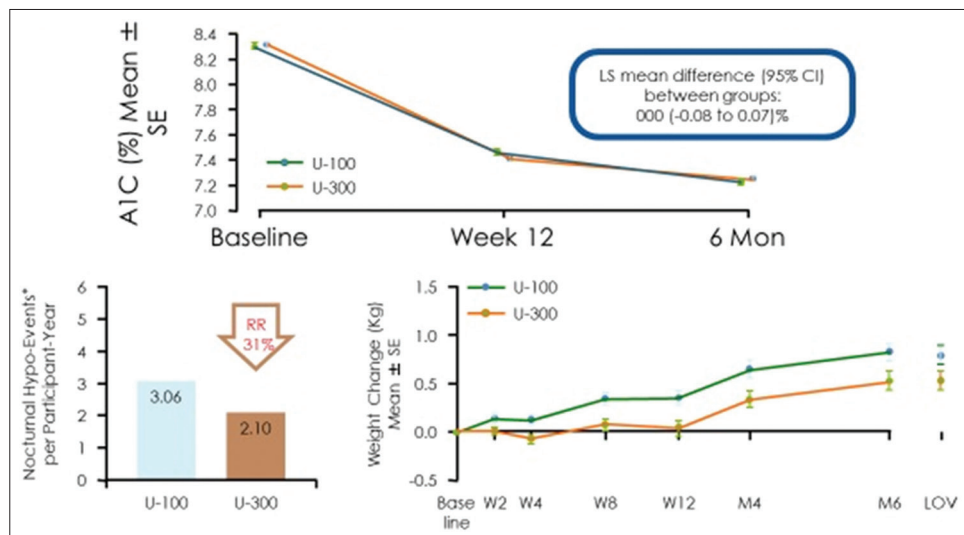 A1C (%) Mean ±
SE
8.4
8.2
8.0
7.8
7.6
7.4
7.2
7.0
U-100
U-300
LS mean difference (95% CI)
between groups:
000 (-0.08 to 0.07)%
Baseline
Week 12
6 Mon
Nocturnal Hypo-Events*
per Participant-Year
6
5
4
3
2
1
0
3.06
RR
31%
2.10
U-100
U-300
Weight Change (Kg)
Mean ± SE
1.5
1.0
0.5
0.0
-0.5
U-100
U-300
Base
line
W2
W4
W8
W12
M4
M6
LOV